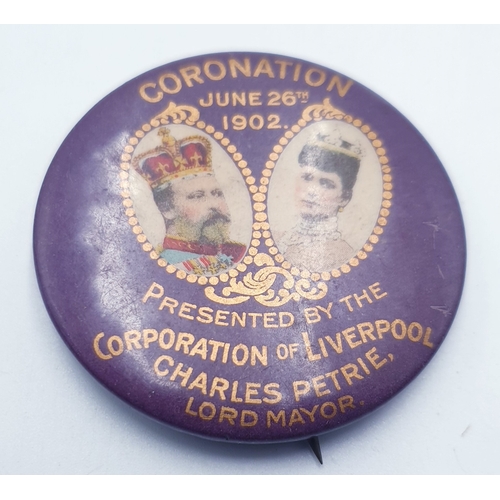 CORONATION
JUNE 26TH
1902.
PRESENTED BY THE
CORPORATION OF LIVERPOOL
CHARLES PETRIE,
LORD MAYOR.